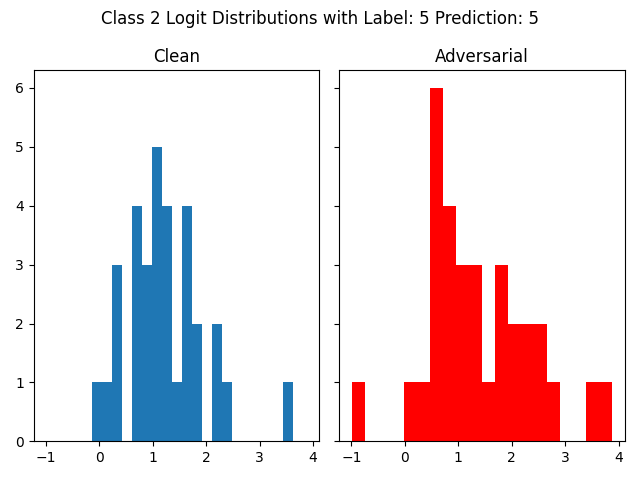 Class 2 Logit Distributions with Label: 5 Prediction: 5
Clean
Adversarial
6
5
4
3
2
1
0
−1 0 1 2 3 4
−1 0 1 2 3 4